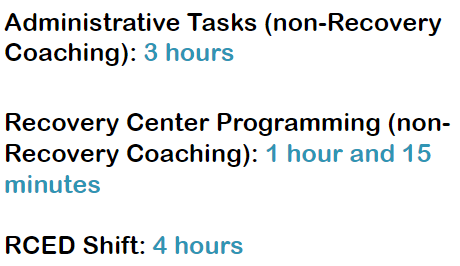 Administrative Tasks (non-Recovery
Coaching): 3 hours
Recovery Center Programming (non-
Recovery Coaching): 1 hour and 15
minutes
RCED Shift: 4 hours